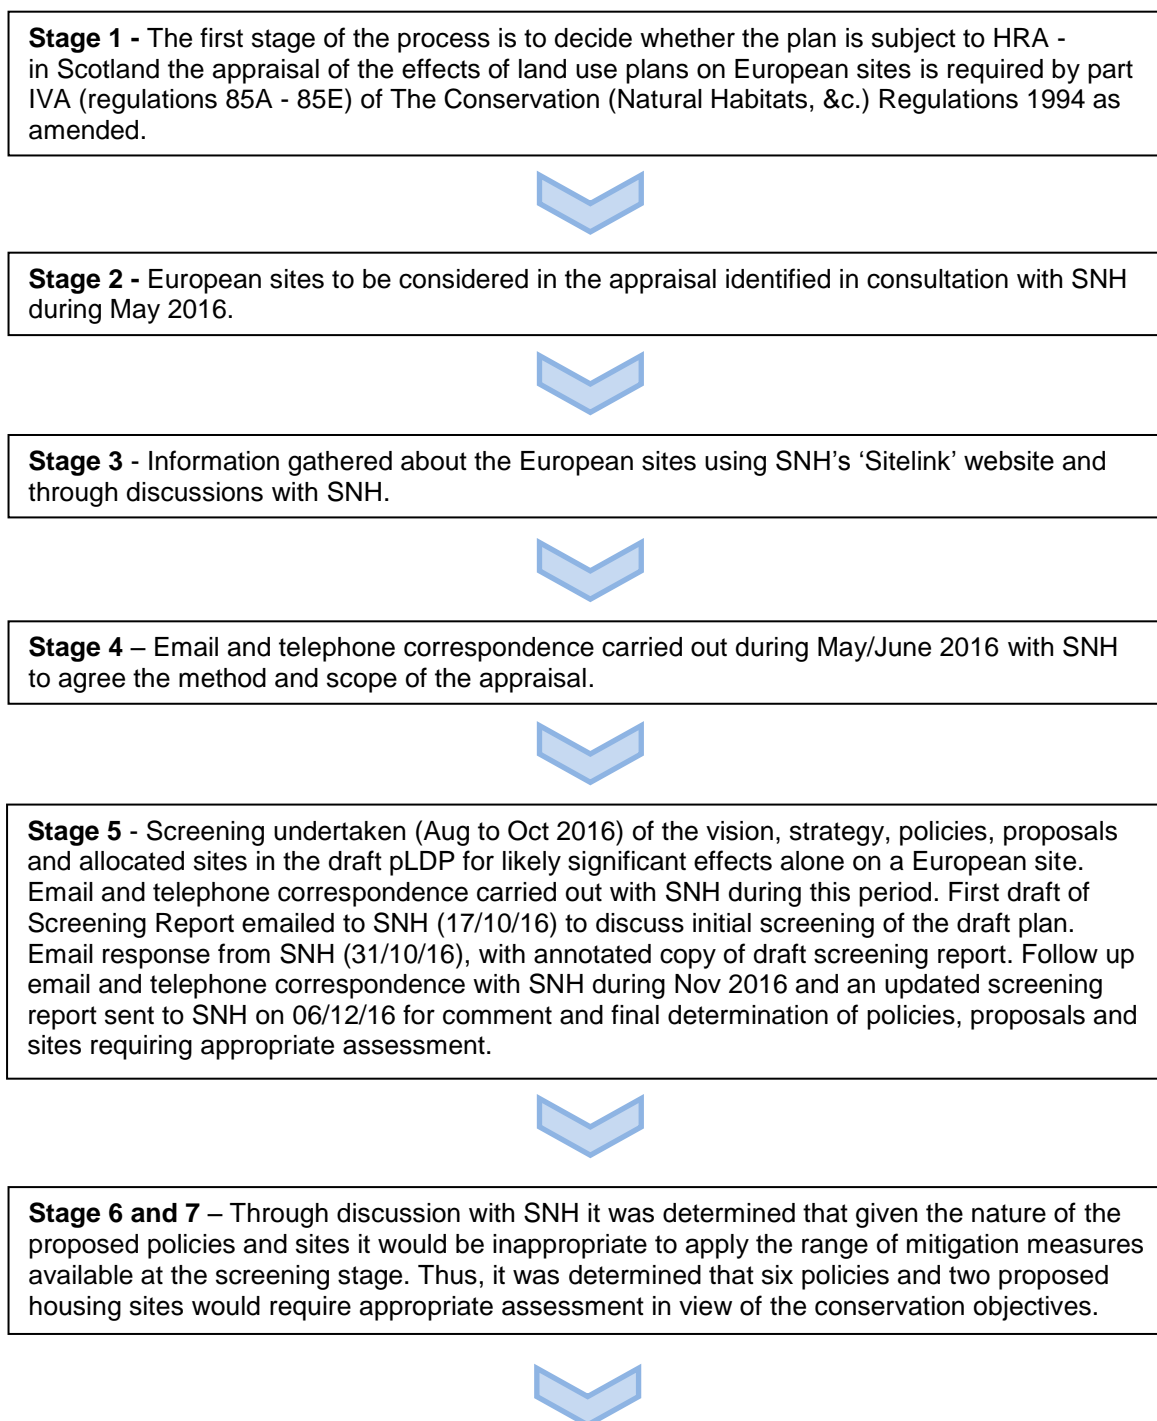 Stage 1 - The first stage of the process is to decide whether the plan is subject to HRA -
in Scotland the appraisal of the effects of land use plans on European sites is required by part
IVA (regulations 85A - 85E) of The Conservation (Natural Habitats, &c.) Regulations 1994 as
amended.
Stage 2 - European sites to be considered in the appraisal identified in consultation with SNH
during May 2016.
Stage 3 - Information gathered about the European sites using SNH's ‘Sitelink’ website and
through discussions with SNH.
Stage 4 – Email and telephone correspondence carried out during May/June 2016 with SNH
to agree the method and scope of the appraisal.
Stage 5 - Screening undertaken (Aug to Oct 2016) of the vision, strategy, policies, proposals
and allocated sites in the draft pLDP for likely significant effects alone on a European site.
Email and telephone correspondence carried out with SNH during this period. First draft of
Screening Report emailed to SNH (17/10/16) to discuss initial screening of the draft plan.
Email response from SNH (31/10/16), with annotated copy of draft screening report. Follow up
email and telephone correspondence with SNH during Nov 2016 and an updated screening
report sent to SNH on 06/12/16 for comment and final determination of policies, proposals and
sites requiring appropriate assessment.
Stage 6 and 7 – Through discussion with SNH it was determined that given the nature of the
proposed policies and sites it would be inappropriate to apply the range of mitigation measures
available at the screening stage. Thus, it was determined that six policies and two proposed
housing sites would require appropriate assessment in view of the conservation objectives.